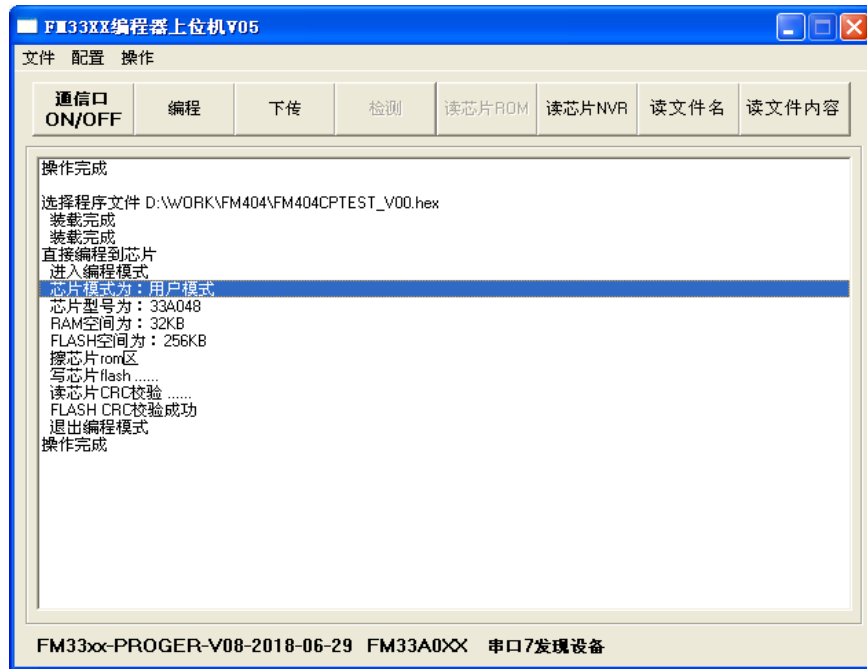 FM33XX编程器上位机V05
文件 配置 操作
通信口
ON/OFF
编程
下传
检测
读芯片ROM
读芯片NVR
读文件名
读文件内容
操作完成
选择程序文件 D:\WORK\FM404\FM404CPTEST_V00.hex
装载完成
装载完成
直接编程到芯片
进入编程模式
芯片模式为：用户模式
芯片型号为：33A048
RAM空间为：32KB
FLASH空间为：256KB
擦芯片rom区
写芯片flash ......
读芯片CRC校验 ......
FLASH CRC校验成功
退出编程模式
操作完成
FM33xx-PROGER-V08-2018-06-29 FM33A0XX 串口7发现设备